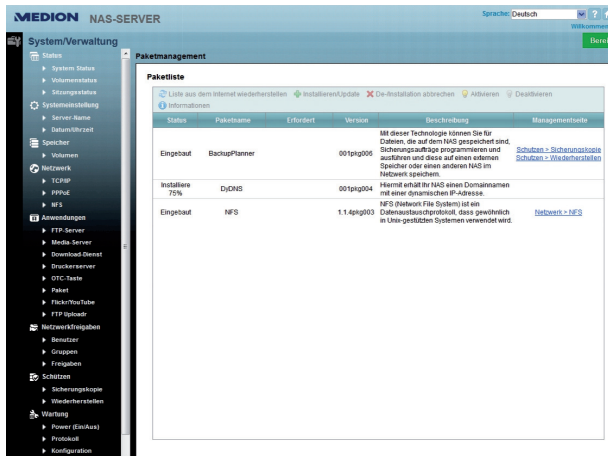 MEDION NAS-SERVER
Sprache: Deutsch
?
Willkommen
System/Verwaltung
Berei
Status
System Status
Volumenstatus
Sitzungsstatus
Systemeinstellung
Server-Name
Datum/Uhrzeit
Speicher
Volumen
Netzwerk
TCP/IP
PPPoE
NFS
Anwendungen
FTP-Server
Media-Server
Download-Dienst
Druckerserver
OTC-Taste
Paket
Flickr/YouTube
FTP Uploadr
Netzwerkfreigaben
Benutzer
Gruppen
Freigaben
Schützen
Sicherungskopie
Wiederherstellen
Wartung
Power (Ein/Aus)
Protokoll
Konfiguration
Paketmanagement
Paketliste
Liste aus dem Internet wiederherstellen Installieren/Update De-/Installation abbrechen Aktivieren Deaktivieren
Informationen
Status Paketname Erfordert Version Beschreibung Managementseite
Eingebaut BackupPlanner 001pkg006
Mit dieser Technologie können Sie für
Dateien, die auf dem NAS gespeichert sind,
Sicherungsaufträge programmieren und
ausführen und diese auf einen externen
Speicher oder einen anderen NAS im
Netzwerk speichern.
Schutzen > Sicherungskopie
Schutzen > Wiederherstellen
Installiere
75%
DyDNS 001pkg004
Hiermit erhält Ihr NAS einen Domainnamen
mit einer dynamischen IP-Adresse.
Eingebaut NFS 1.1.4pkg003
NFS (Network File System) ist ein
Datenaustauschprotokoll, dass gewöhnlich
in Unix-gestützten Systemen verwendet wird.
Netzwerk > NFS